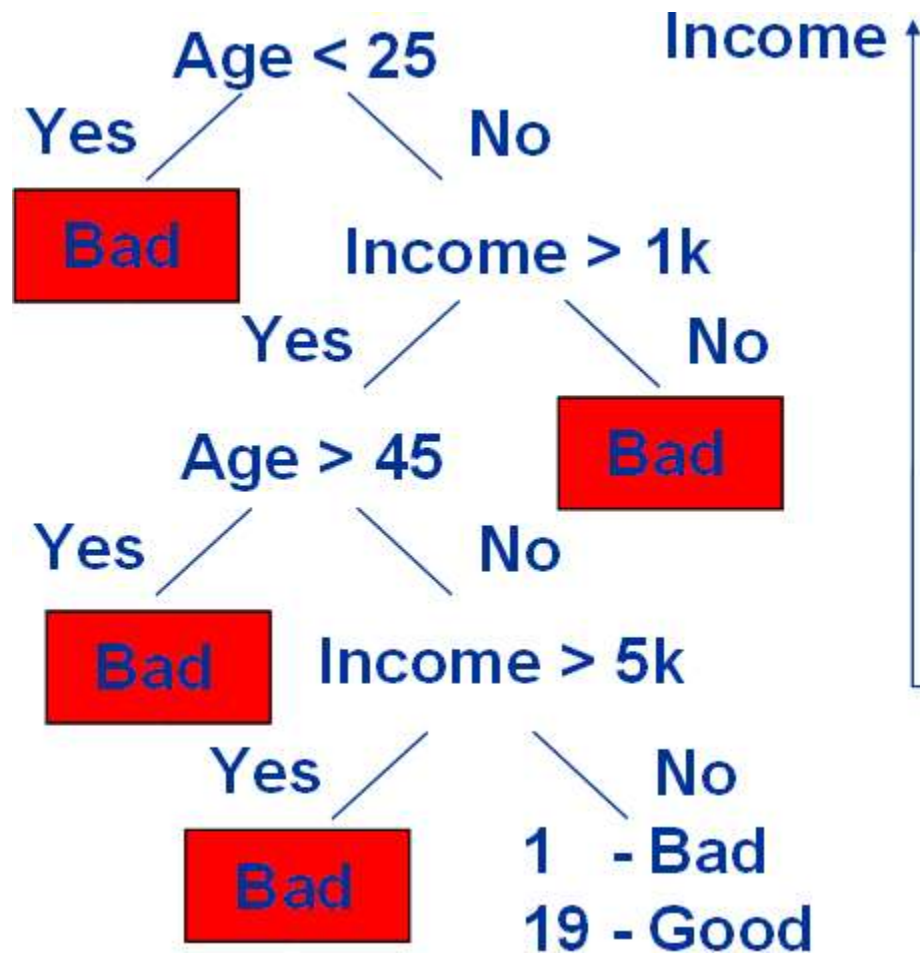 Income
Age < 25
Yes
No
Bad
Income > 1k
Yes
No
Age > 45
Bad
Yes
No
Bad
Income > 5k
Yes
No
Bad
1 - Bad
19 - Good